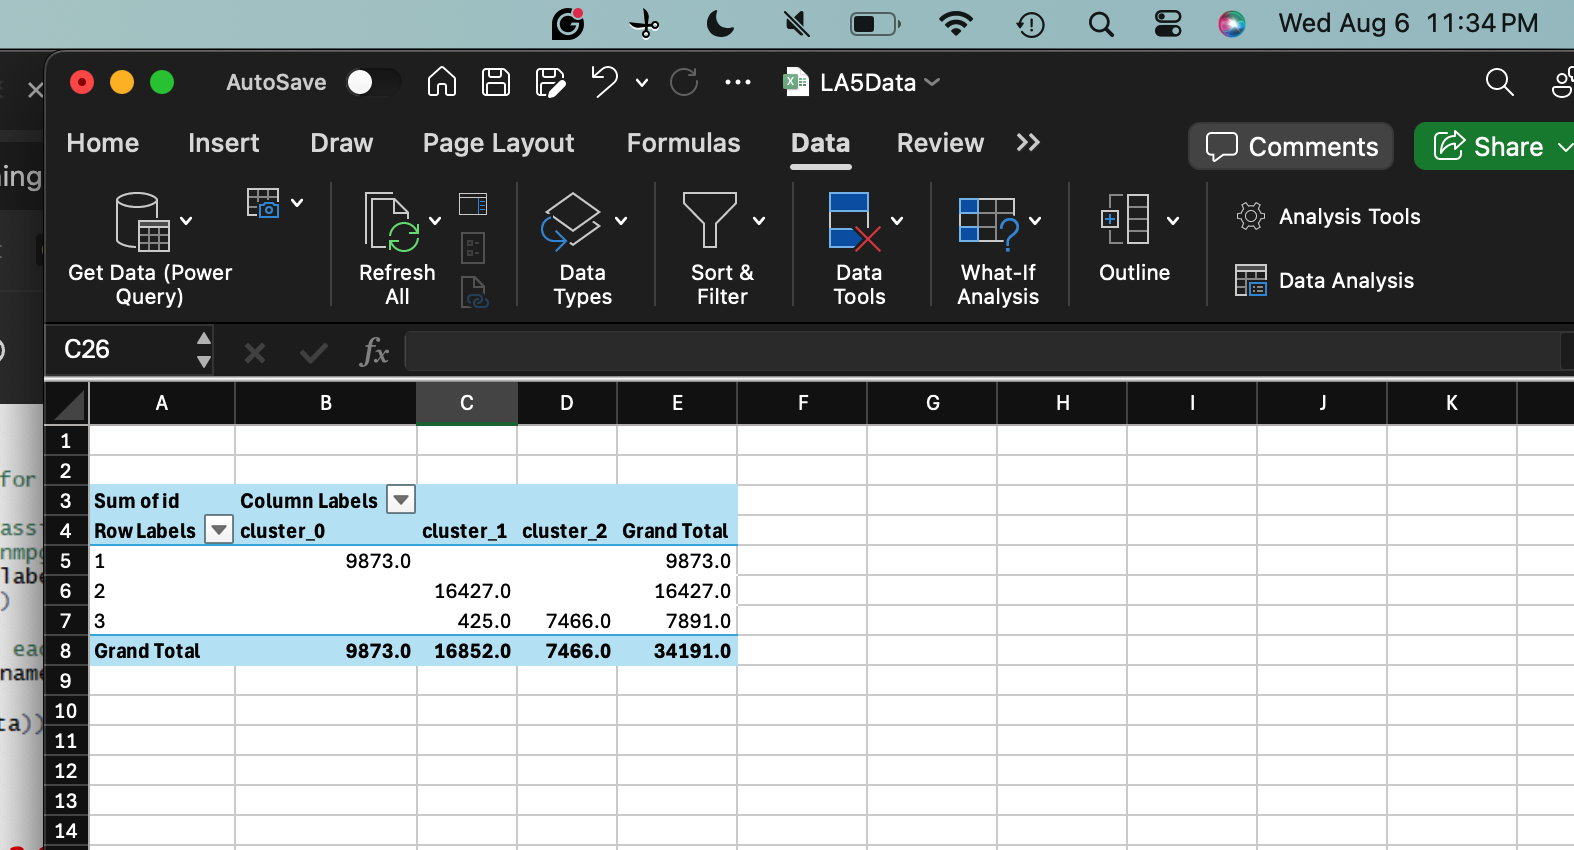 Wed Aug 6 11:34 PM
AutoSave
LA5Data
Home Insert Draw Page Layout Formulas Data Review >> Comments Share
ing
Get Data (Power Query)
Refresh All
Data Types
Sort & Filter
Data Tools
What-If Analysis
Outline
Analysis Tools
Data Analysis
C26 fx
A B C D E F G H I J K
1
2
for
3 Sum of id Column Labels
4 Row Labels cluster_0 cluster_1 cluster_2 Grand Total
5 1 9873.0 9873.0
6 2 16427.0 16427.0
7 3 425.0 7466.0 7891.0
8 Grand Total 9873.0 16852.0 7466.0 34191.0
9
10
11
12
13
14